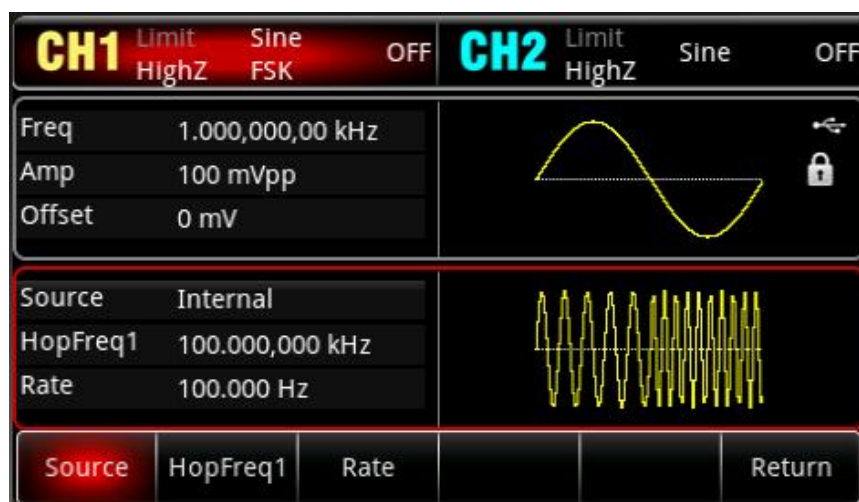 CH1 Limit Sine OFF CH2 Limit Sine OFF
HighZ FSK HighZ
Freq 1.000,000,00 kHz
Amp 100 mVpp
Offset 0 mV
Source Internal
HopFreq1 100.000,000 kHz
Rate 100.000 Hz
Source HopFreq1 Rate Return